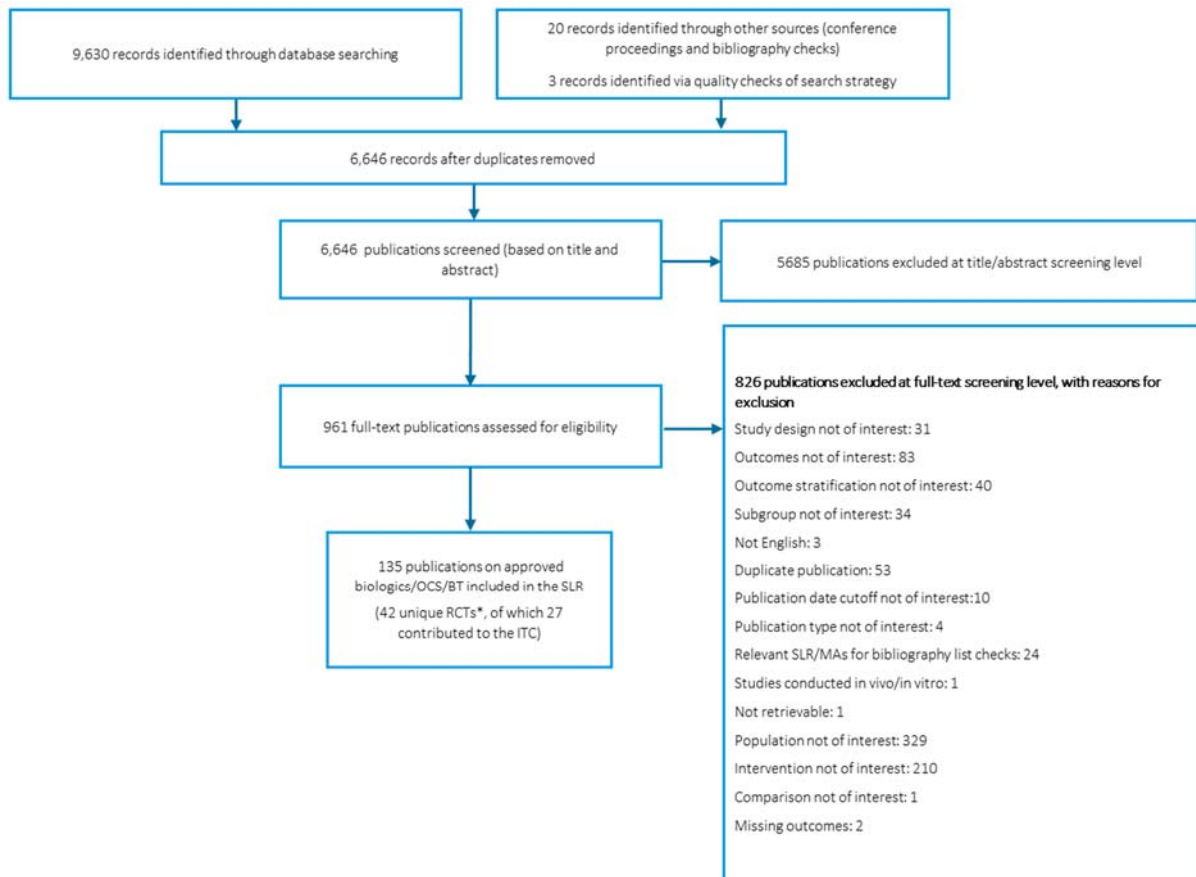 9,630 records identified through database searching
20 records identified through other sources (conference
proceedings and bibliography checks)
3 records identified via quality checks of search strategy
6,646 records after duplicates removed
6,646 publications screened (based on title and
abstract)
5685 publications excluded at title/abstract screening level
961 full-text publications assessed for eligibility
826 publications excluded at full-text screening level, with reasons for
exclusion
Study design not of interest: 31
Outcomes not of interest: 83
Outcome stratification not of interest: 40
Subgroup not of interest: 34
Not English: 3
Duplicate publication: 53
Publication date cutoff not of interest:10
Publication type not of interest: 4
Relevant SLR/MAs for bibliography list checks: 24
Studies conducted in vivo/in vitro: 1
Not retrievable: 1
Population not of interest: 329
Intervention not of interest: 210
Comparison not of interest: 1
Missing outcomes: 2
135 publications on approved
biologics/OCS/BT included in the SLR
(42 unique RCTs*, of which 27
contributed to the ITC)